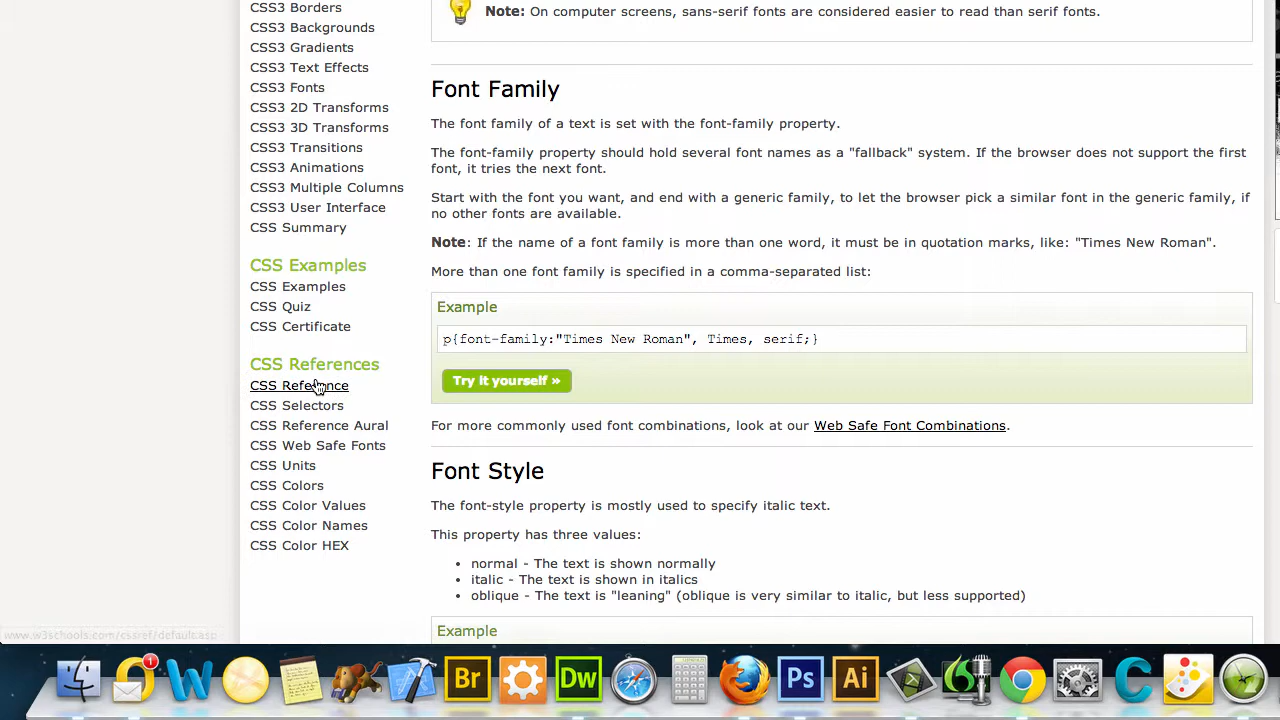 CSS3 Borders
CSS3 Backgrounds
CSS3 Gradients
CSS3 Text Effects
CSS3 Fonts
CSS3 2D Transforms
CSS3 3D Transforms
CSS3 Transitions
CSS3 Animations
CSS3 Multiple Columns
CSS3 User Interface
CSS Summary
CSS Examples
CSS Examples
CSS Quiz
CSS Certificate
CSS References
CSS Reference
CSS Selectors
CSS Reference Aural
CSS Web Safe Fonts
CSS Units
CSS Colors
CSS Color Values
CSS Color Names
CSS Color HEX
Note: On computer screens, sans-serif fonts are considered easier to read than serif fonts.
Font Family
The font family of a text is set with the font-family property.
The font-family property should hold several font names as a "fallback" system. If the browser does not support the first
font, it tries the next font.
Start with the font you want, and end with a generic family, to let the browser pick a similar font in the generic family, if
no other fonts are available.
Note: If the name of a font family is more than one word, it must be in quotation marks, like: "Times New Roman".
More than one font family is specified in a comma-separated list:
Example
p{font-family:"Times New Roman", Times, serif;}
Try it yourself »
For more commonly used font combinations, look at our Web Safe Font Combinations.
Font Style
The font-style property is mostly used to specify italic text.
This property has three values:
• normal - The text is shown normally
• italic - The text is shown in italics
• oblique - The text is "leaning" (oblique is very similar to italic, but less supported)
Example
www.w3schools.com/cssref/default.asp
1
W
Br
Dw
Ps
Ai
C